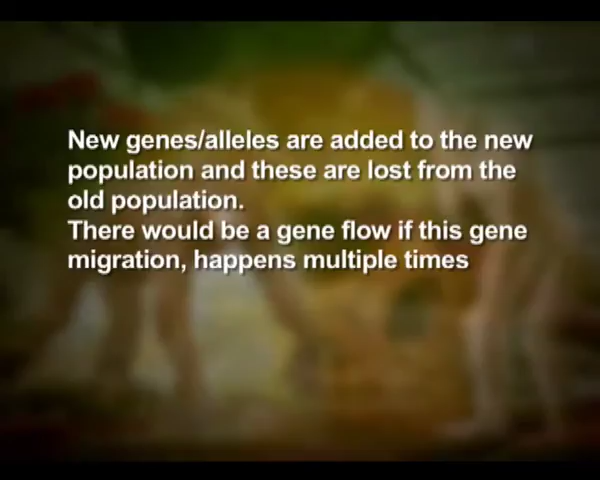 New genes/alleles are added to the new
population and these are lost from the
old population.
There would be a gene flow if this gene
migration, happens multiple times